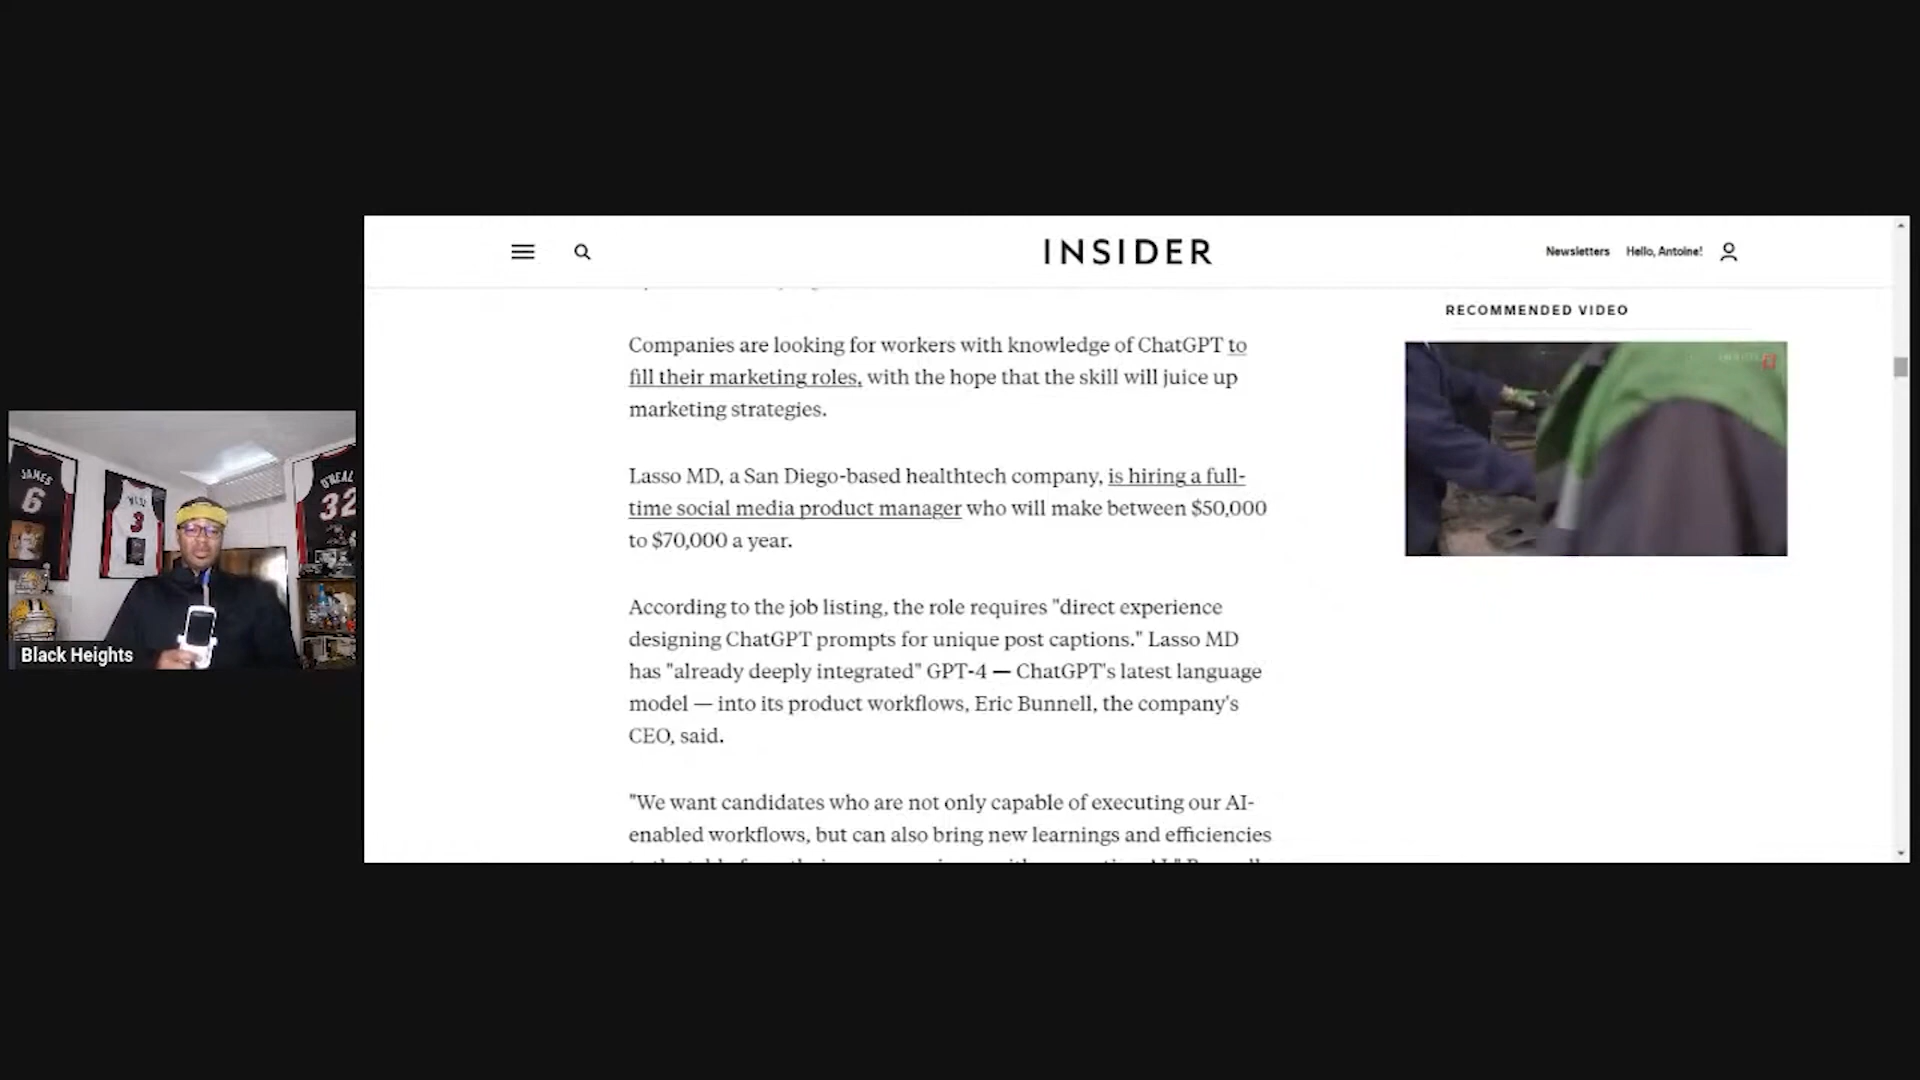 INSIDER
Newsletters
Hello, Antoine!
RECOMMENDED VIDEO
Companies are looking for workers with knowledge of ChatGPT to
fill their marketing roles, with the hope that the skill will juice up
marketing strategies.
Lasso MD, a San Diego-based healthtech company, is hiring a full-
time social media product manager who will make between $50,000
to $70,000 a year.
According to the job listing, the role requires "direct experience
designing ChatGPT prompts for unique post captions." Lasso MD
has "already deeply integrated" GPT-4 — ChatGPT's latest language
model — into its product workflows, Eric Bunnell, the company's
CEO, said.
"We want candidates who are not only capable of executing our AI-
enabled workflows, but can also bring new learnings and efficiencies
JAMES
6
3
O'NEAL
32
Black Heights